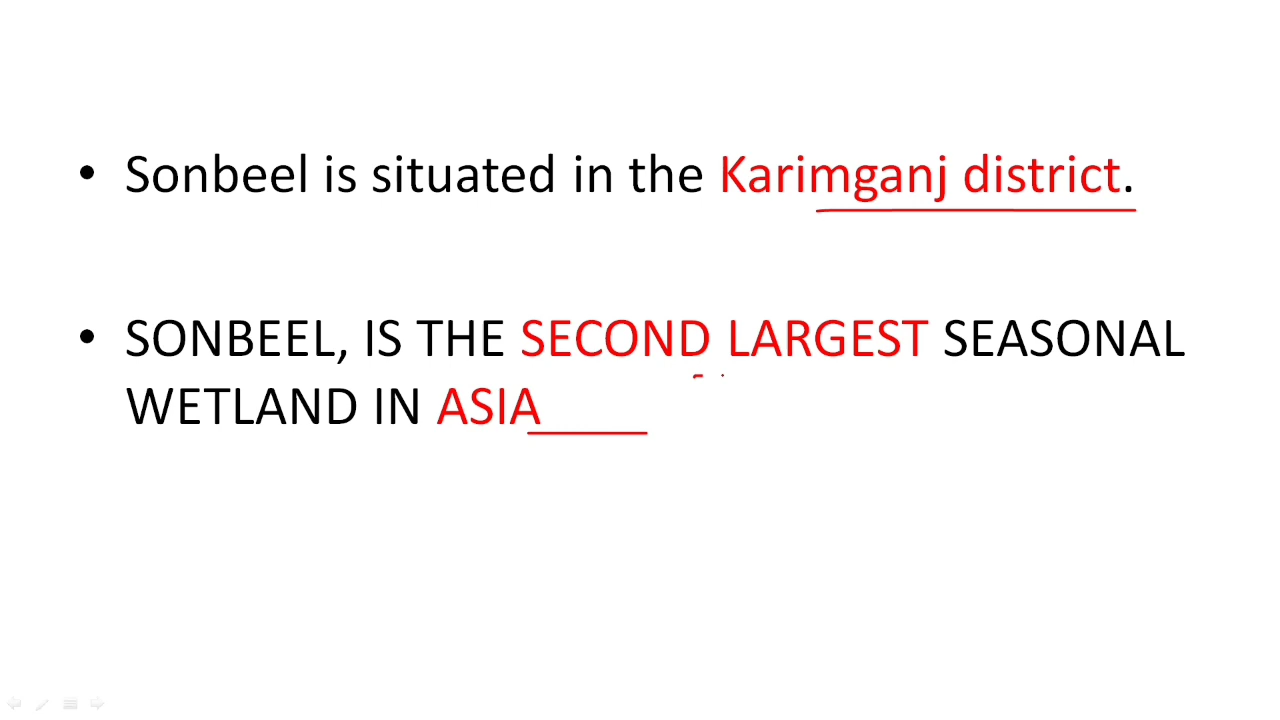 • Sonbeel is situated in the Karimganj district.
• SONBEEL, IS THE SECOND LARGEST SEASONAL
WETLAND IN ASIA